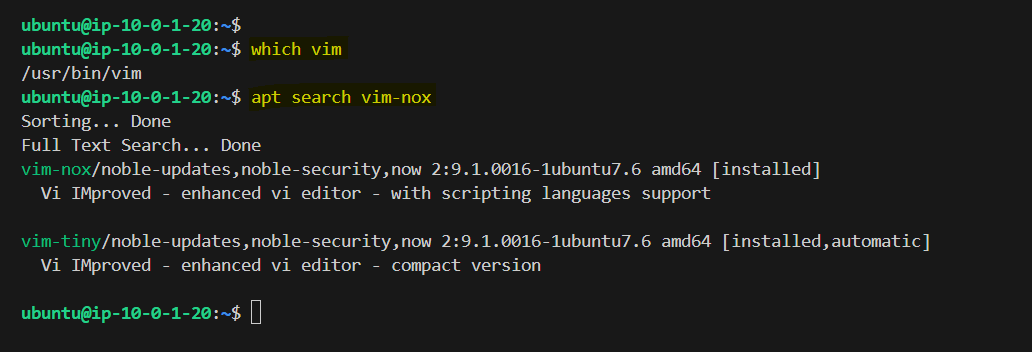 ubuntu@ip-10-0-1-20:~$
ubuntu@ip-10-0-1-20:~$ which vim
/usr/bin/vim
ubuntu@ip-10-0-1-20:~$ apt search vim-nox
Sorting... Done
Full Text Search... Done
vim-nox/noble-updates,noble-security,now 2:9.1.0016-1ubuntu7.6 amd64 [installed]
  Vi IMproved - enhanced vi editor - with scripting languages support

vim-tiny/noble-updates,noble-security,now 2:9.1.0016-1ubuntu7.6 amd64 [installed,automatic]
  Vi IMproved - enhanced vi editor - compact version

ubuntu@ip-10-0-1-20:~$